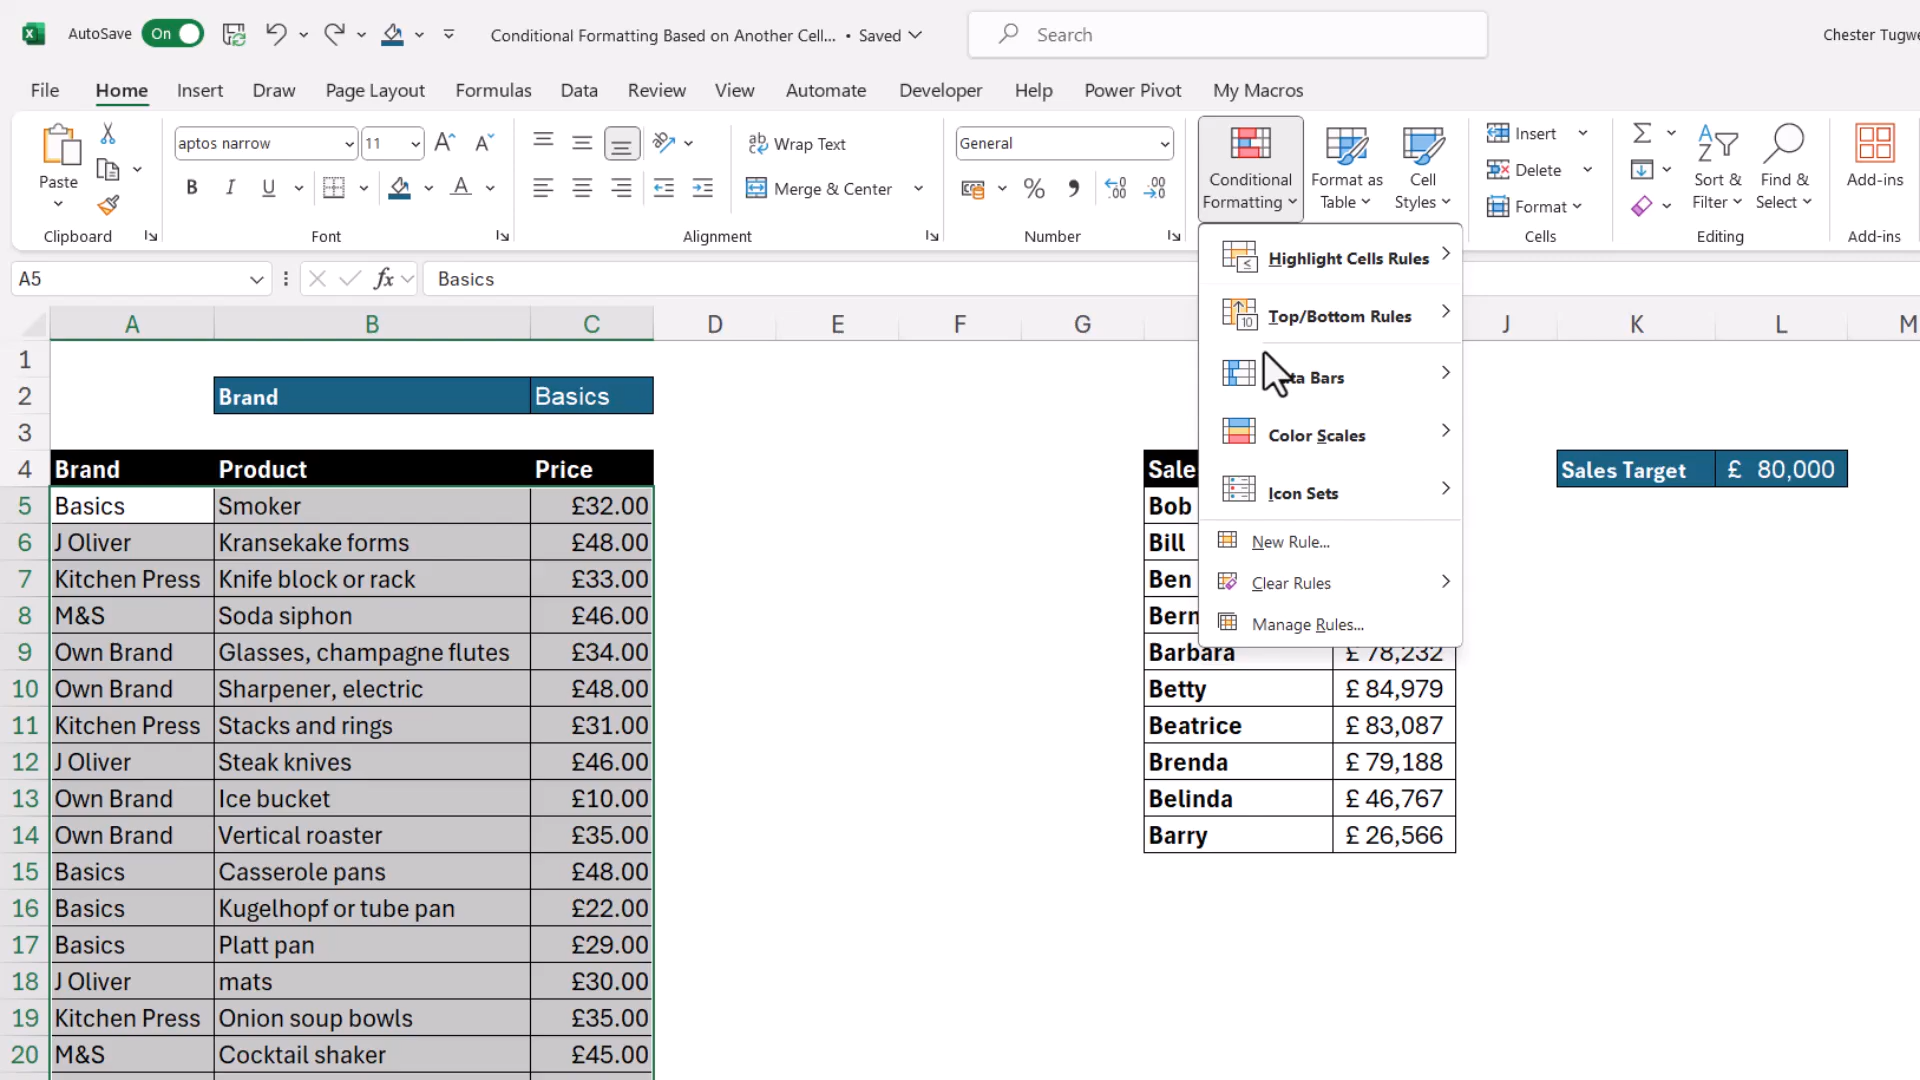 AutoSave On Conditional Formatting Based on Another Cell... • Saved Search Chester Tugwe
File Home Insert Draw Page Layout Formulas Data Review View Automate Developer Help Power Pivot My Macros
Paste
aptos narrow 11
B I U A
Wrap Text
Merge & Center
General
%
Conditional Formatting
Format as Table
Cell Styles
Insert
Delete
Format
Sort & Filter
Find & Select
Add-ins
Clipboard Font Alignment Number Cells Editing Add-ins
A5 fx Basics
A B C D E F G J K L M
Highlight Cells Rules
Top/Bottom Rules
ta Bars
Color Scales
Icon Sets
New Rule...
Clear Rules
Manage Rules...
1
2 Brand Basics
3
4 Brand Product Price Sale Sales Target £ 80,000
5 Basics Smoker £32.00 Bob
6 J Oliver Kransekake forms £48.00 Bill
7 Kitchen Press Knife block or rack £33.00 Ben
8 M&S Soda siphon £46.00 Bern
9 Own Brand Glasses, champagne flutes £34.00 Barbara £ 78,232
10 Own Brand Sharpener, electric £48.00 Betty £ 84,979
11 Kitchen Press Stacks and rings £31.00 Beatrice £ 83,087
12 J Oliver Steak knives £46.00 Brenda £ 79,188
13 Own Brand Ice bucket £10.00 Belinda £ 46,767
14 Own Brand Vertical roaster £35.00 Barry £ 26,566
15 Basics Casserole pans £48.00
16 Basics Kugelhopf or tube pan £22.00
17 Basics Platt pan £29.00
18 J Oliver mats £30.00
19 Kitchen Press Onion soup bowls £35.00
20 M&S Cocktail shaker £45.00